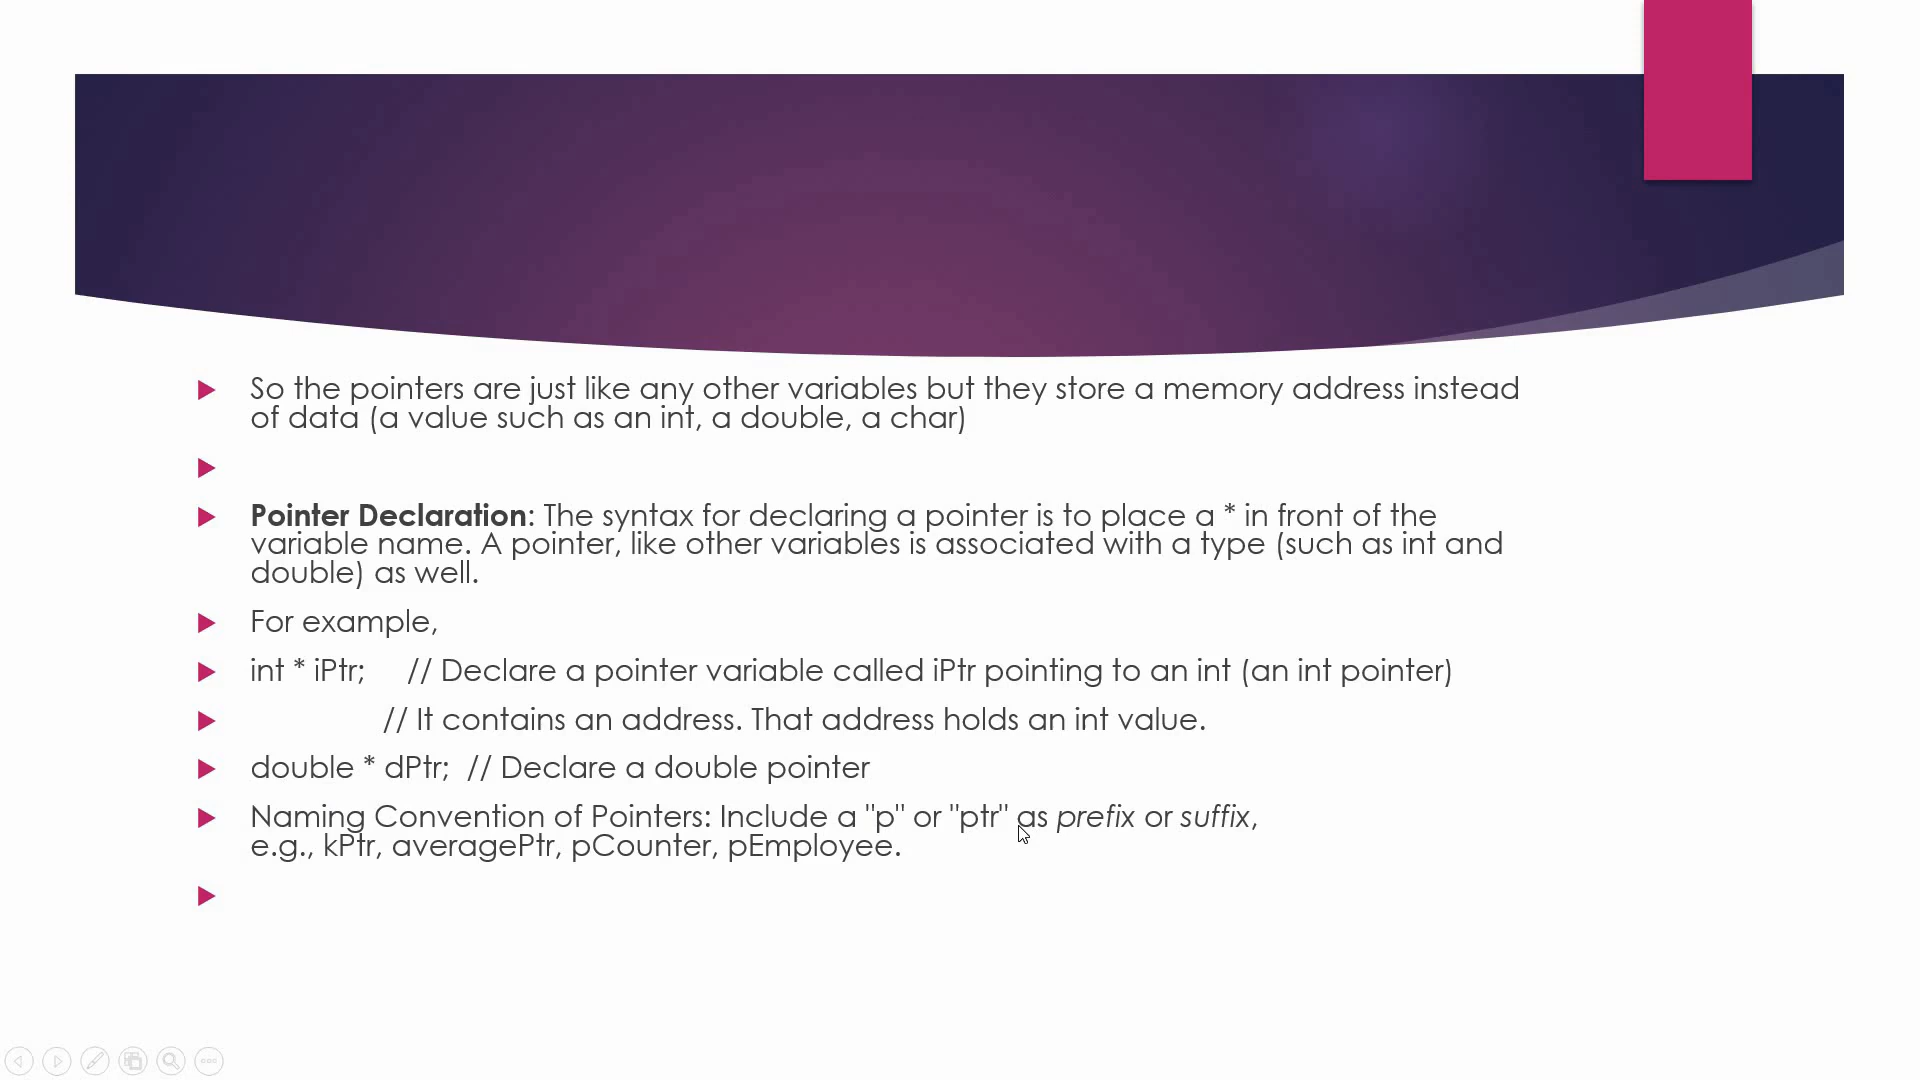 So the pointers are just like any other variables but they store a memory address instead
of data (a value such as an int, a double, a char)
Pointer Declaration: The syntax for declaring a pointer is to place a * in front of the
variable name. A pointer, like other variables is associated with a type (such as int and
double) as well.
For example,
int * iPtr; // Declare a pointer variable called iPtr pointing to an int (an int pointer)
// It contains an address. That address holds an int value.
double * dPtr; // Declare a double pointer
Naming Convention of Pointers: Include a "p" or "ptr" as prefix or suffix,
e.g., kPtr, averagePtr, pCounter, pEmployee.